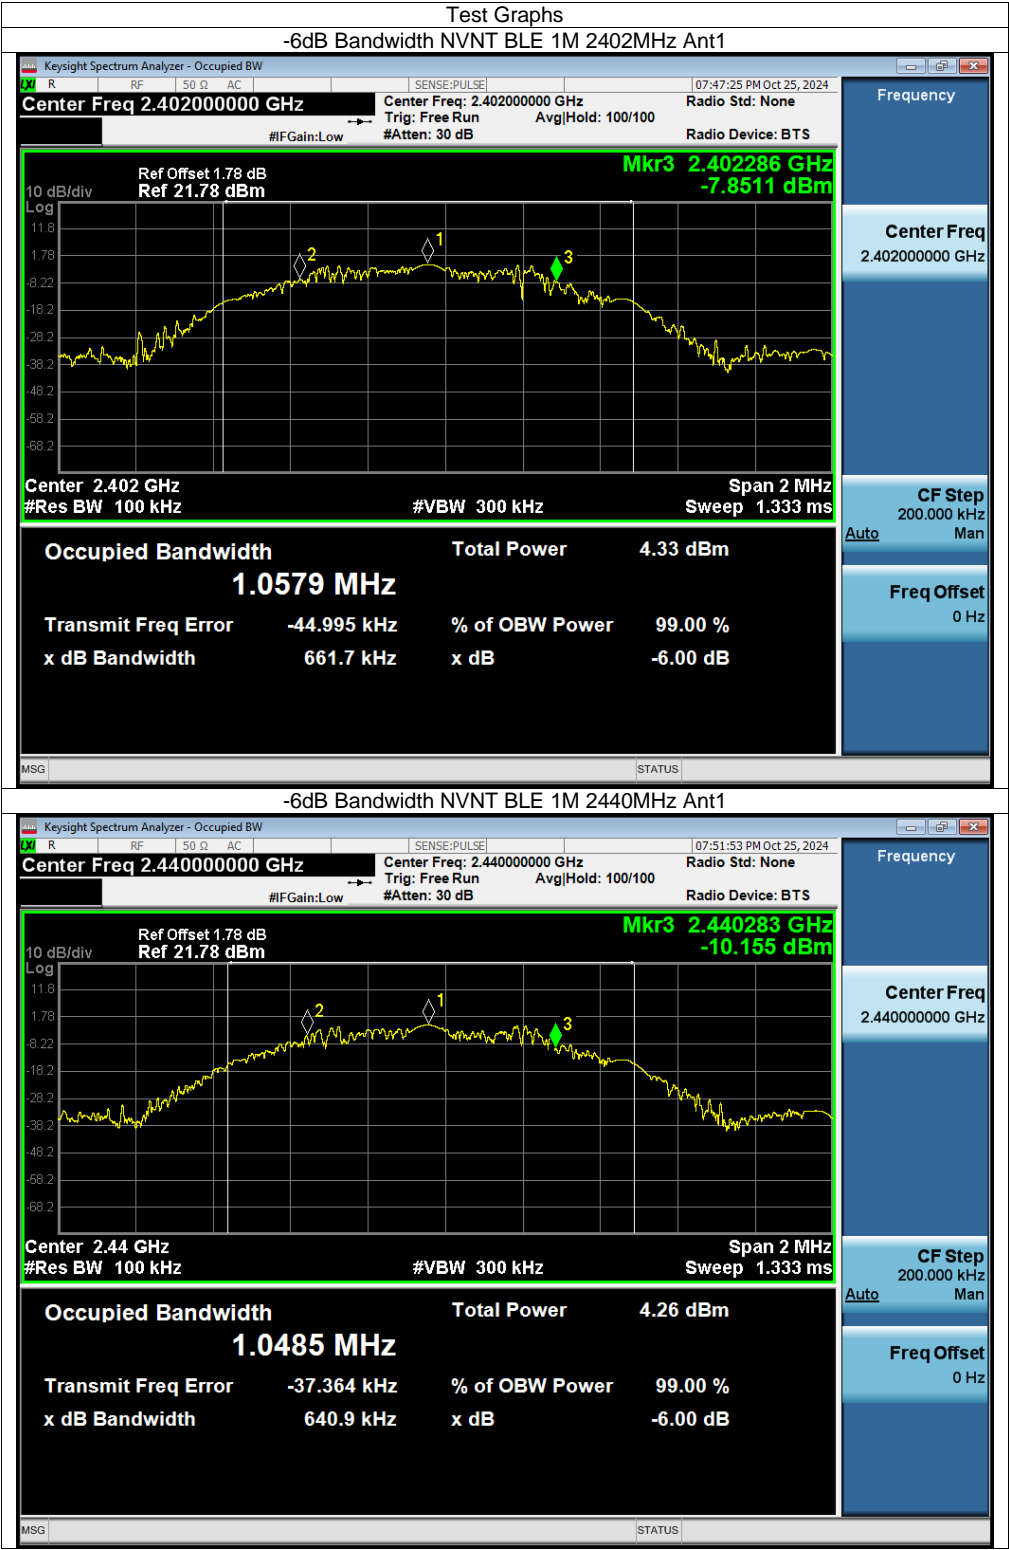 Test Graphs
-6dB Bandwidth NVNT BLE 1M 2402MHz Ant1
Keysight Spectrum Analyzer - Occupied BW
LXI R RF 50 Ω AC SENSE:PULSE 07:47:25 PM Oct 25, 2024
Center Freq 2.402000000 GHz
Center Freq: 2.402000000 GHz Radio Std: None
Trig: Free Run Avg|Hold: 100/100
#IFGain:Low #Atten: 30 dB Radio Device: BTS
Frequency
Mkr3 2.402286 GHz
-7.8511 dBm
Ref Offset 1.78 dB
10 dB/div Ref 21.78 dBm
Log
11.8
1.78
-8.22
-18.2
-28.2
-38.2
-48.2
-58.2
-68.2
1
2
3
Center 2.402 GHz Span 2 MHz
#Res BW 100 kHz #VBW 300 kHz Sweep 1.333 ms
Center Freq
2.402000000 GHz
CF Step
200.000 kHz
Auto Man
Freq Offset
0 Hz
Occupied Bandwidth Total Power 4.33 dBm
1.0579 MHz
Transmit Freq Error -44.995 kHz % of OBW Power 99.00 %
x dB Bandwidth 661.7 kHz x dB -6.00 dB
MSG STATUS
-6dB Bandwidth NVNT BLE 1M 2440MHz Ant1
Keysight Spectrum Analyzer - Occupied BW
LXI R RF 50 Ω AC SENSE:PULSE 07:51:53 PM Oct 25, 2024
Center Freq 2.440000000 GHz
Center Freq: 2.440000000 GHz Radio Std: None
Trig: Free Run Avg|Hold: 100/100
#IFGain:Low #Atten: 30 dB Radio Device: BTS
Frequency
Mkr3 2.440283 GHz
-10.155 dBm
Ref Offset 1.78 dB
10 dB/div Ref 21.78 dBm
Log
11.8
1.78
-8.22
-18.2
-28.2
-38.2
-48.2
-58.2
-68.2
1
2
3
Center 2.44 GHz Span 2 MHz
#Res BW 100 kHz #VBW 300 kHz Sweep 1.333 ms
Center Freq
2.440000000 GHz
CF Step
200.000 kHz
Auto Man
Freq Offset
0 Hz
Occupied Bandwidth Total Power 4.26 dBm
1.0485 MHz
Transmit Freq Error -37.364 kHz % of OBW Power 99.00 %
x dB Bandwidth 640.9 kHz x dB -6.00 dB
MSG STATUS